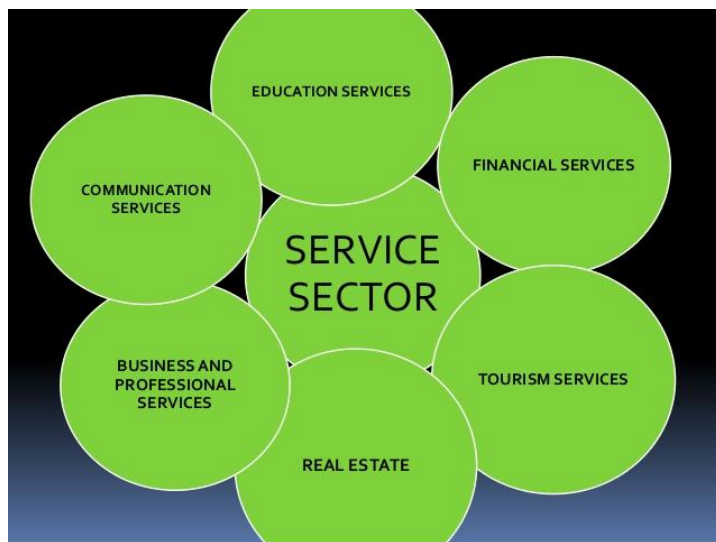 EDUCATION SERVICES
FINANCIAL SERVICES
COMMUNICATION
SERVICES
SERVICE
SECTOR
BUSINESS AND
PROFESSIONAL
SERVICES
TOURISM SERVICES
REAL ESTATE